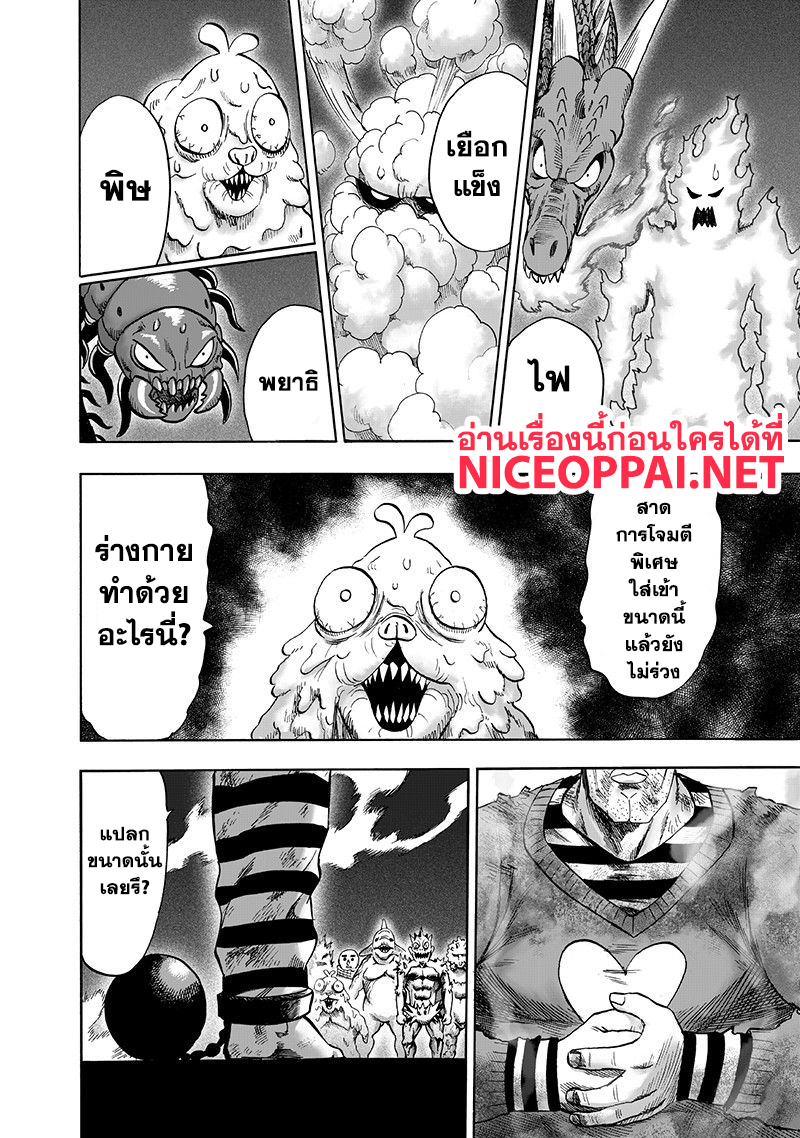 ไฟ
เยือก
แข็ง
พิษ
พยาธิ
อ่านเรื่องนี้ก่อนใครได้ที่
NICEOPPAI.NET
สาด
การโจมตี
พิเศษ
ใส่เข้า
ขนาดนี้
แล้วยัง
ไม่ร่วง
ร่างกาย
ทำด้วย
อะไรนี่?
แปลก
ขนาดนั้น
เลยรึ?